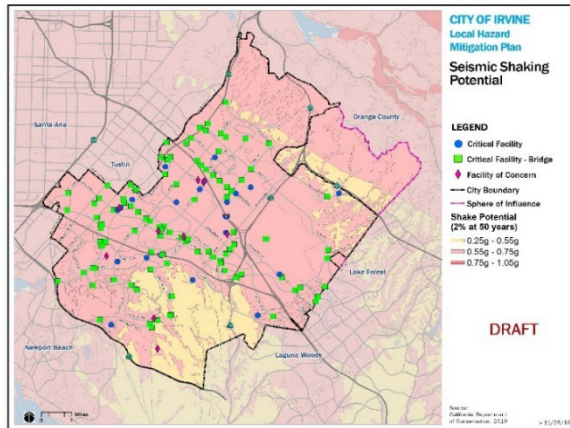 CITY OF IRVINE
Local Hazard
Mitigation Plan
Seismic Shaking
Potential
Santa Ana
Orange County
Tustin
LEGEND
Critical Facility
Critical Facility - Bridge
Facility of Concern
City Boundary
Sphere of Influence
Shake Potential
(2% at 50 years)
0.25g - 0.55g
0.55g - 0.75g
0.75g - 1.05g
Lake Forest
DRAFT
Newport Beach
Laguna Woods
Miles
Source:
California Department
of Conservation, 2018